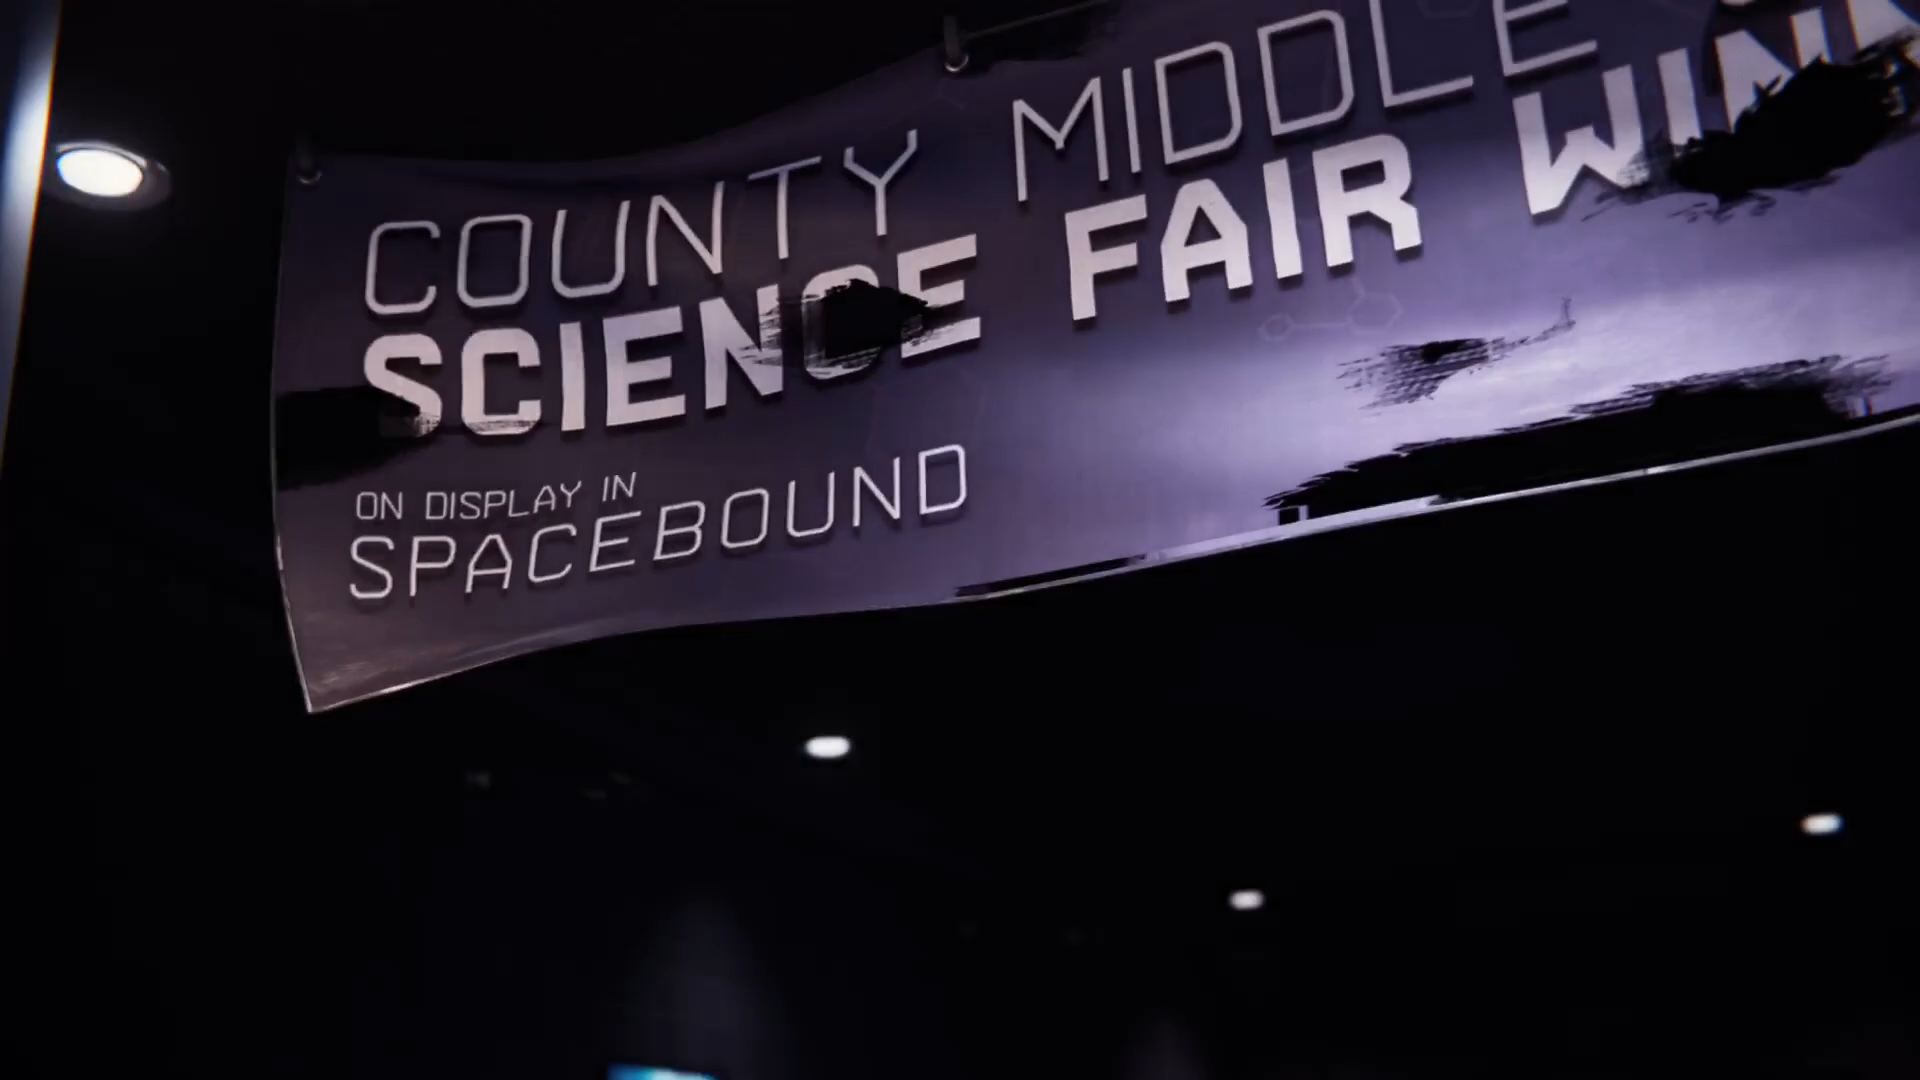 COUNTY MIDDLE
SCIENCE FAIR
ON DISPLAY IN
SPACEBOUND